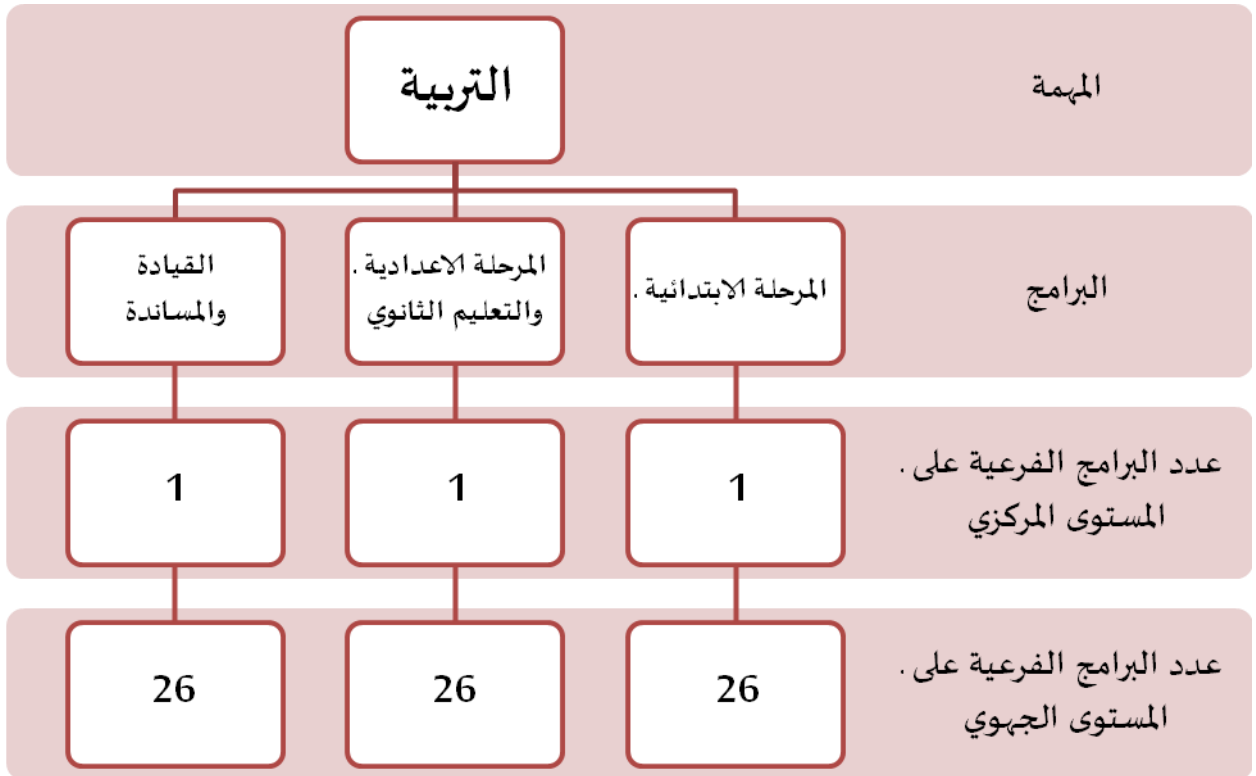 المهمة
التربية
البرامج
المرحلة الابتدائية .
المرحلة الاعدادية .
والتعليم الثانوي
القيادة
والمساندة
عدد البرامج الفرعية على .
المستوى المركزي
1
1
1
عدد البرامج الفرعية على .
المستوى الجهوي
26
26
26